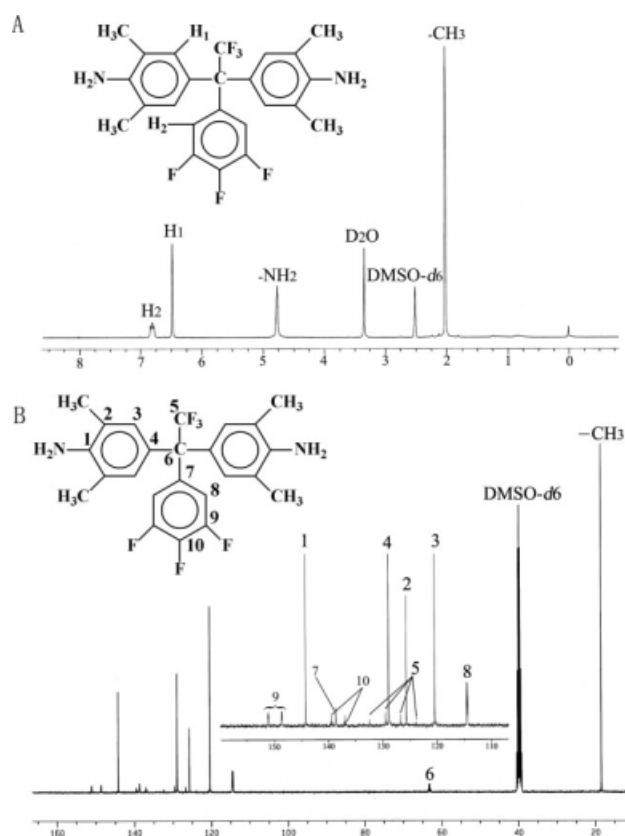 A
H3C
H1
CF3
CH3
H2N
C
NH2
H3C
H2
CH3
F
F
F
-CH3
H1
D2O
-NH2
DMSO-d6
H2
8 7 6 5 4 3 2 1 0
B
H3C
2
3
5
CF3
CH3
H2N
1
4
C
6
NH2
H3C
7
8
CH3
9
F
10
F
F
-CH3
DMSO-d6
1
4
3
2
5
8
9
7
10
150 140 130 120 110
6
160 140 120 100 80 60 40 20